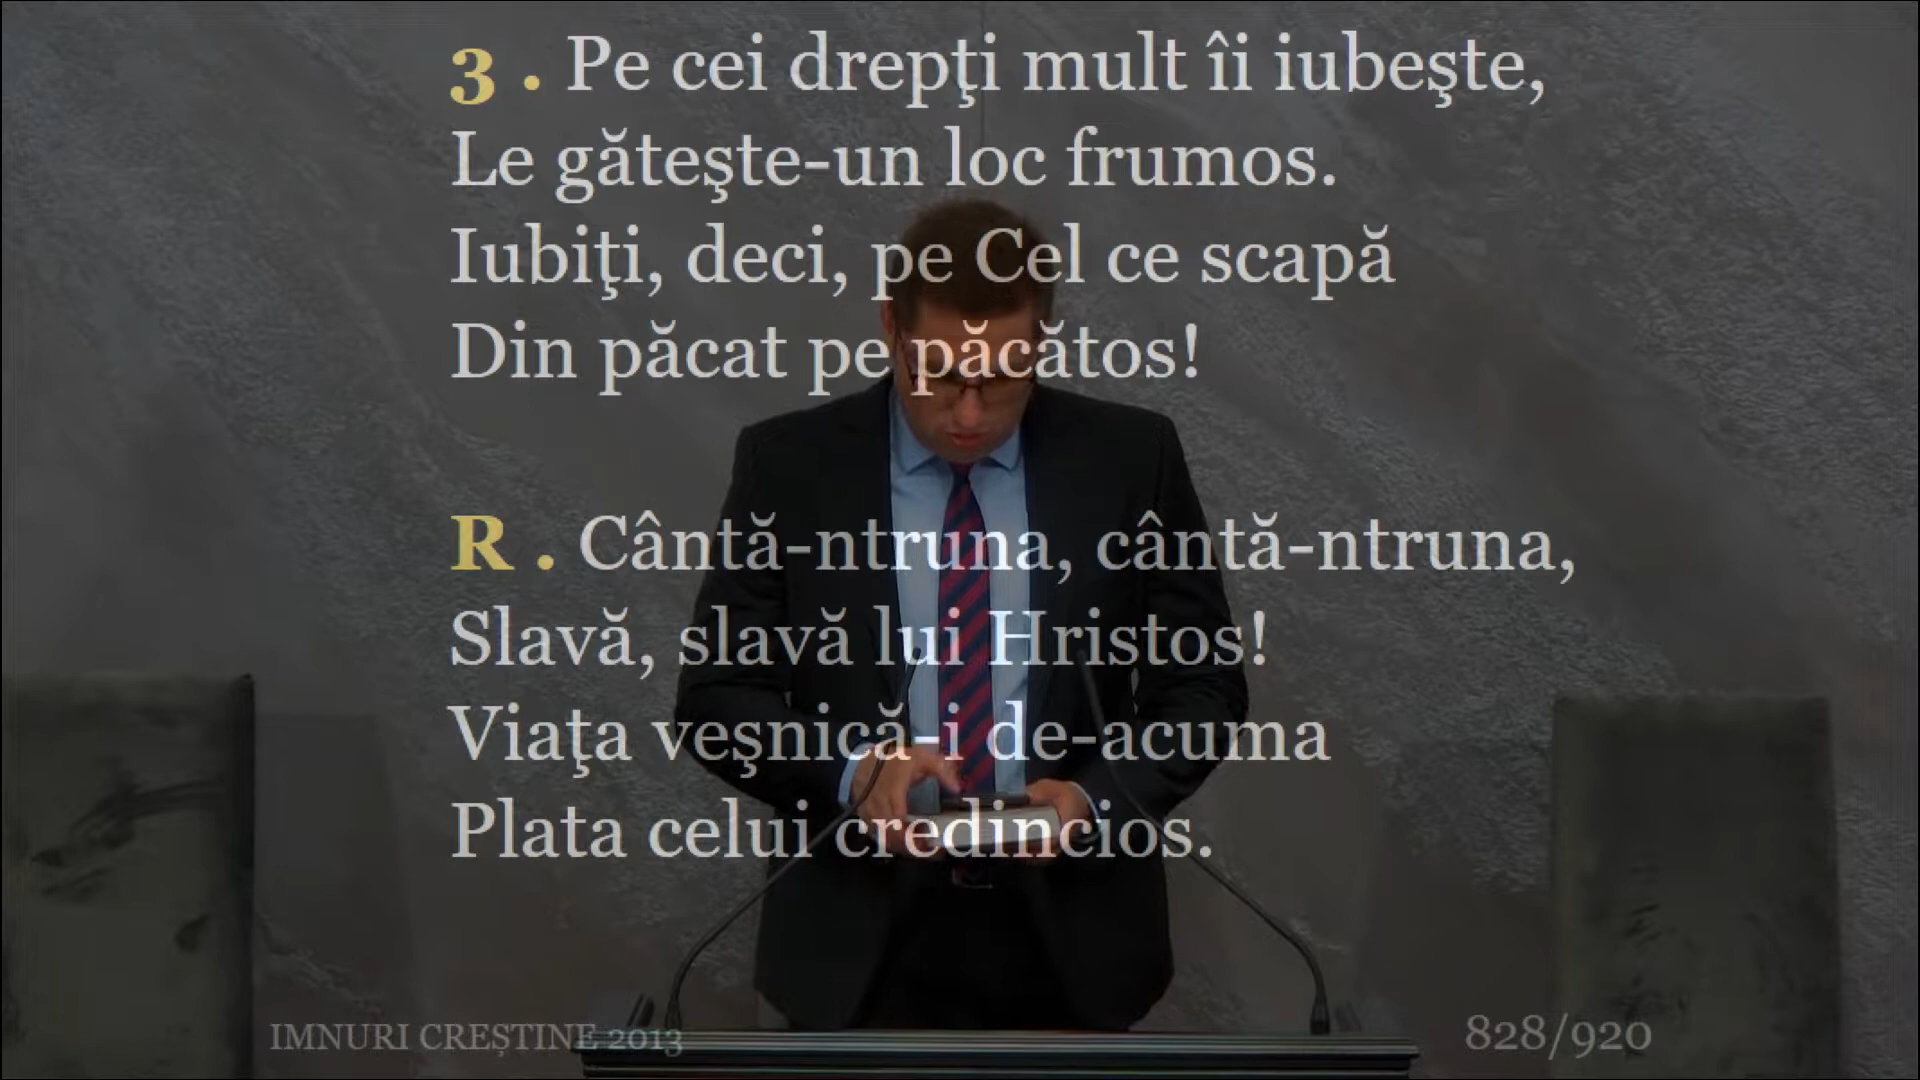 3 . Pe cei drepţi mult îi iubeşte,
Le găteşte-un loc frumos.
Iubiţi, deci, pe Cel ce scapă
Din păcat pe păcătos!
R . Cântă-ntruna, cântă-ntruna,
Slavă, slavă lui Hristos!
Viaţa veşnică-i de-acuma
Plata celui credincios.
IMNURI CREȘTINE 2013
828/920